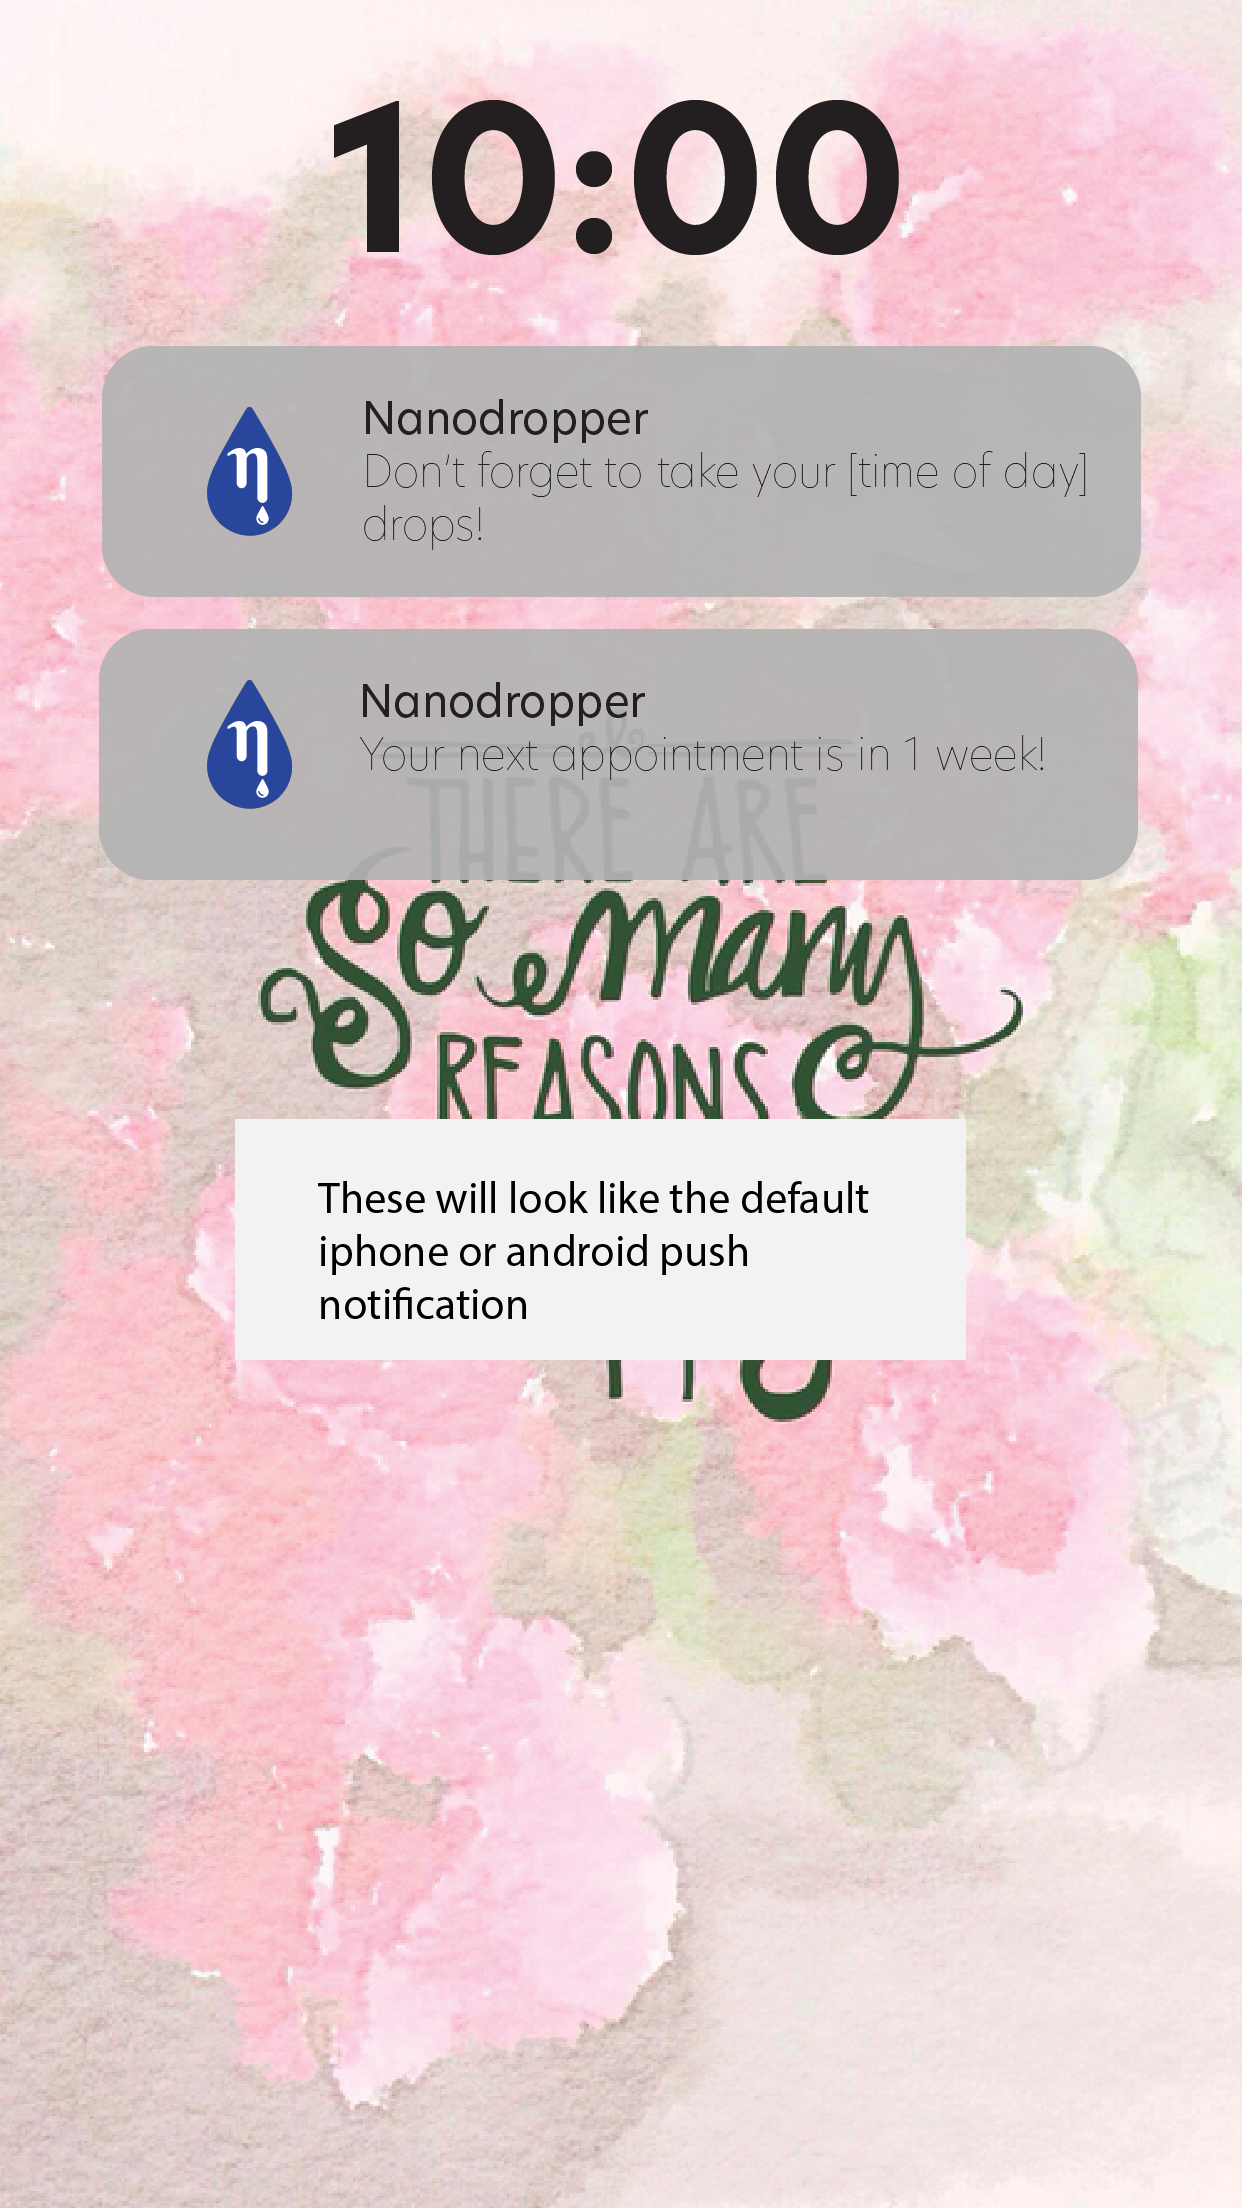 10:00
Nanodropper
Don't forget to take your [time of day]
drops!
η
Nanodropper
Your next appointment is in 1 week!
η
THERE ARE
So many
REASONS
These will look like the default
iphone or android push
notification